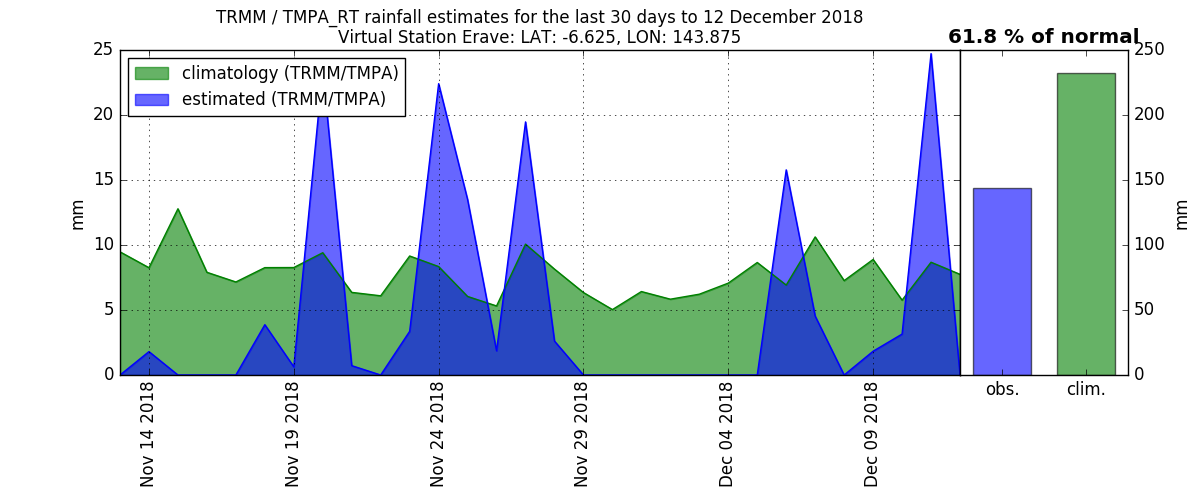 TRMM / TMPA_RT rainfall estimates for the last 30 days to 12 December 2018
Virtual Station Erave: LAT: -6.625, LON: 143.875
61.8 % of normal
climatology (TRMM/TMPA)
estimated (TRMM/TMPA)
25
20
15
10
5
0
mm
250
200
150
100
50
0
mm
Nov 14 2018
Nov 19 2018
Nov 24 2018
Nov 29 2018
Dec 04 2018
Dec 09 2018
obs.
clim.